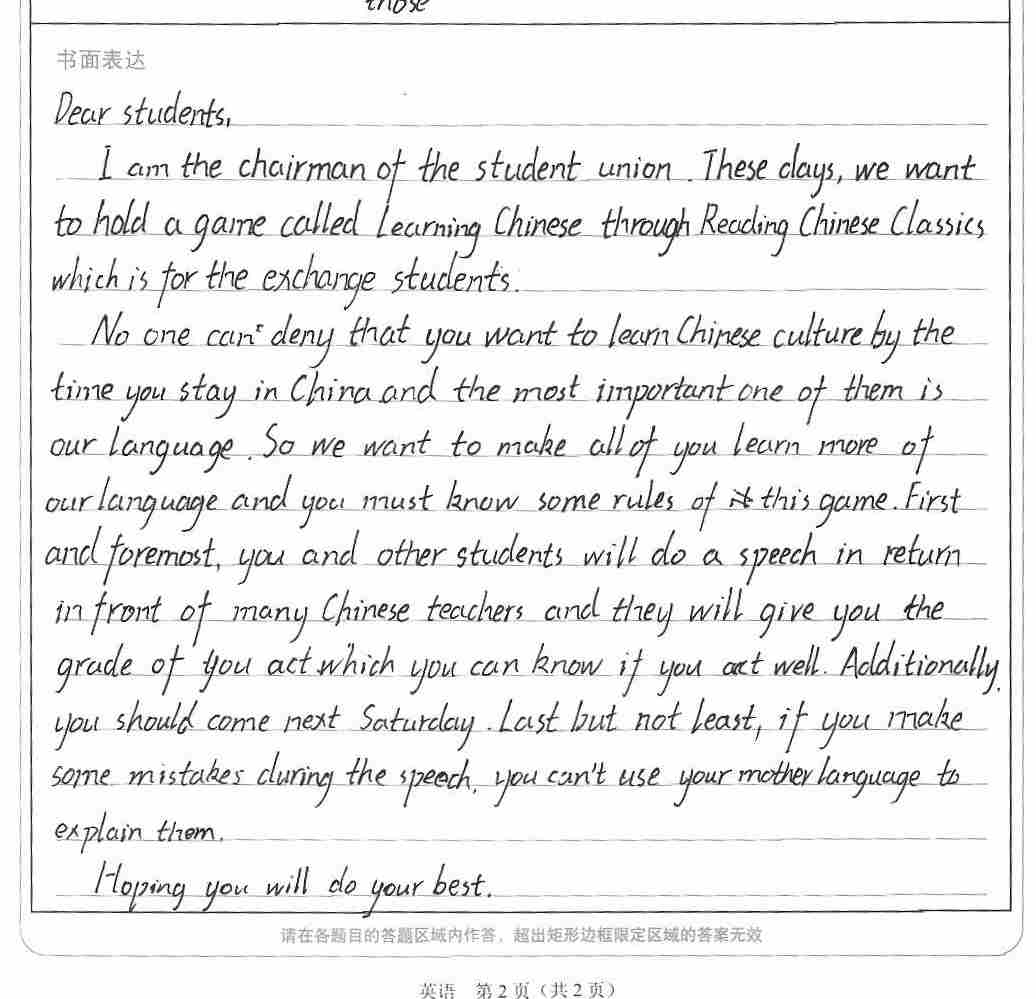 those
书面表达
Dear students,
I am the chairman of the student union. These days, we want
to hold a game called Learning Chinese through Reading Chinese Classics
which is for the exchange students.
No one can't deny that you want to learn Chinese culture by the
time you stay in China and the most important one of them is
our language. So we want to make all of you learn more of
our language and you must know some rules of this game. First
and foremost, you and other students will do a speech in return
in front of many Chinese teachers and they will give you the
grade of you act which you can know if you act well. Additionally,
you should come next Saturday. Last but not least, if you make
some mistakes during the speech, you can't use your mother language to
explain them.
Hoping you will do your best.
请在各题目的答题区域内作答，超出矩形边框限定区域的答案无效
英语 第2页（共2页）